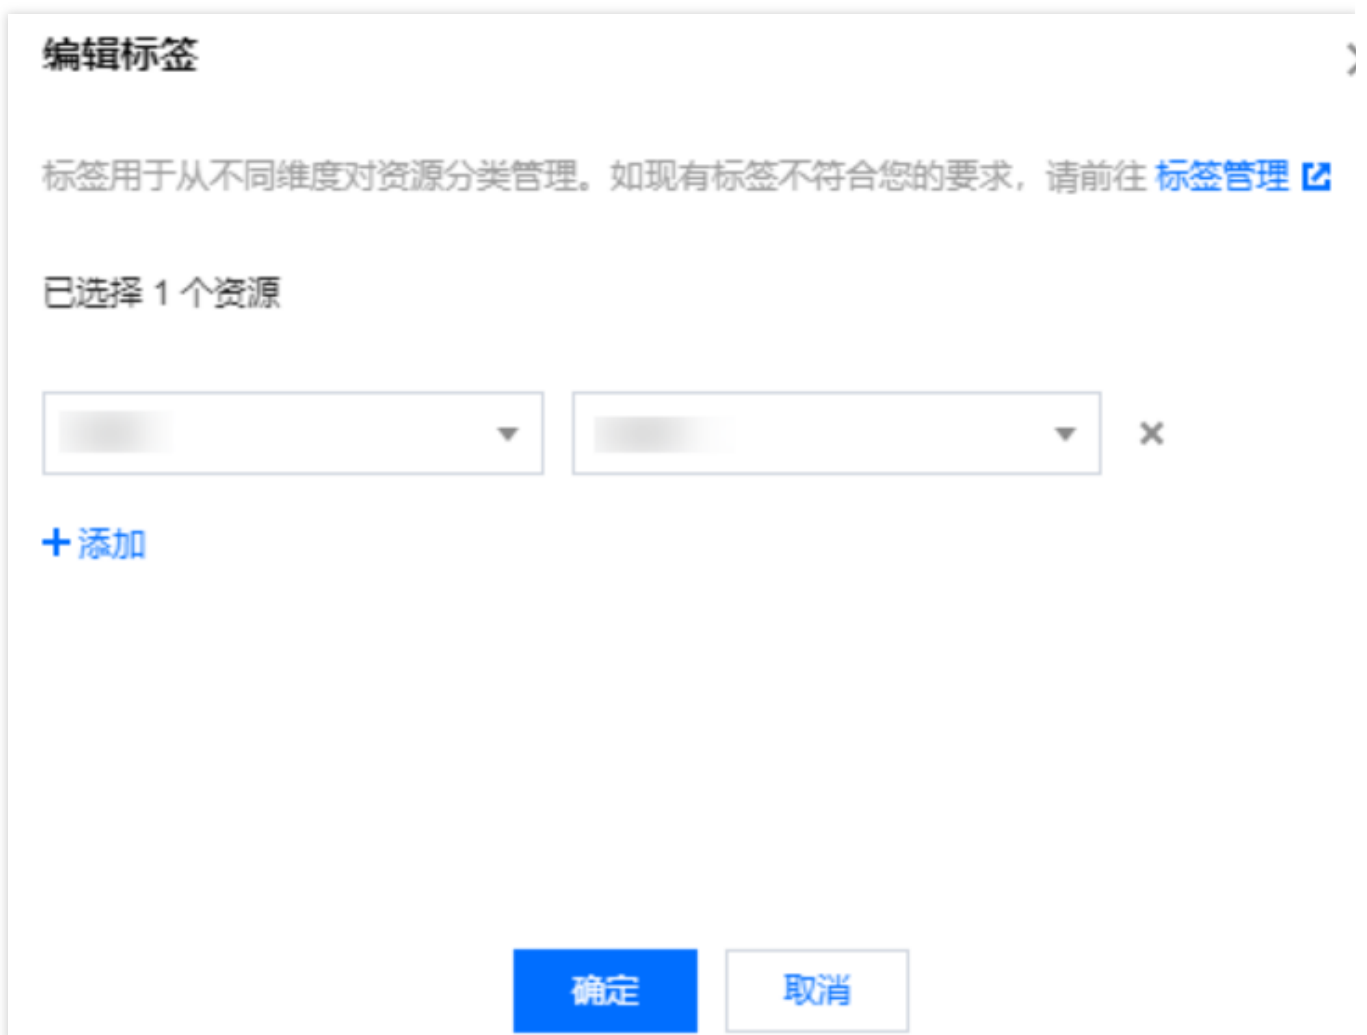 编辑标签
标签用于从不同维度对资源分类管理。如现有标签不符合您的要求，请前往 标签管理
已选择 1 个资源
添加
确定
取消